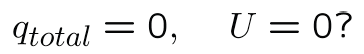 q_{total} = 0, U = 0?